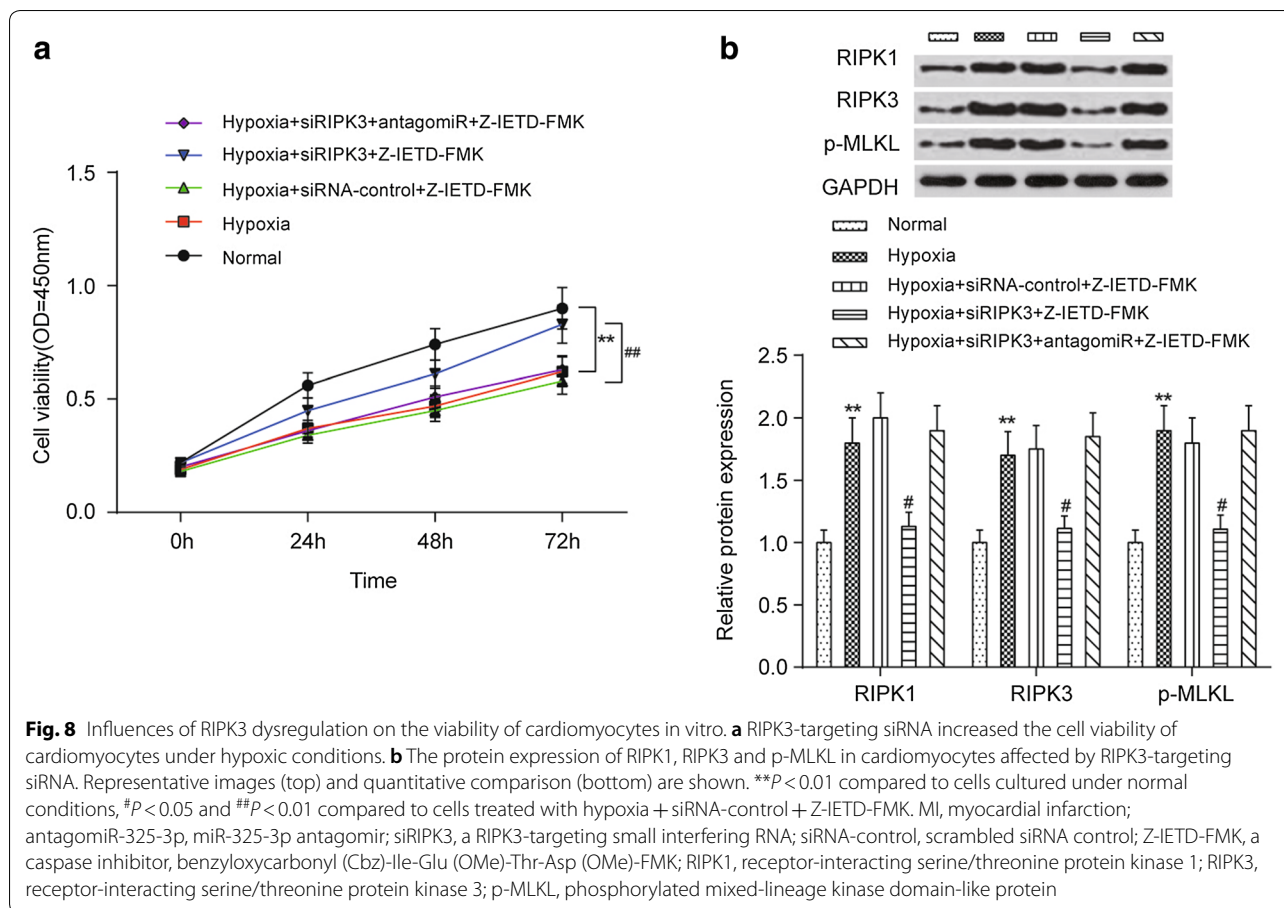 a
Hypoxia+siRIPK3+antagomiR+Z-IETD-FMK
Hypoxia+siRIPK3+Z-IETD-FMK
Hypoxia+siRNA-control+Z-IETD-FMK
Hypoxia
Normal
Cell viability(OD=450nm)
1.5
1.0
0.5
0.0
**
##
0h 24h 48h 72h
Time
b
RIPK1
RIPK3
p-MLKL
GAPDH
Normal
Hypoxia
Hypoxia+siRNA-control+Z-IETD-FMK
Hypoxia+siRIPK3+Z-IETD-FMK
Hypoxia+siRIPK3+antagomiR+Z-IETD-FMK
Relative protein expression
2.5
2.0
1.5
1.0
0.5
0.0
** # ** # ** #
RIPK1 RIPK3 p-MLKL
Fig. 8 Influences of RIPK3 dysregulation on the viability of cardiomyocytes in vitro. a RIPK3-targeting siRNA increased the cell viability of
cardiomyocytes under hypoxic conditions. b The protein expression of RIPK1, RIPK3 and p-MLKL in cardiomyocytes affected by RIPK3-targeting
siRNA. Representative images (top) and quantitative comparison (bottom) are shown. **P < 0.01 compared to cells cultured under normal
conditions, #P < 0.05 and ##P < 0.01 compared to cells treated with hypoxia + siRNA-control + Z-IETD-FMK. MI, myocardial infarction;
antagomiR-325-3p, miR-325-3p antagomir; siRIPK3, a RIPK3-targeting small interfering RNA; siRNA-control, scrambled siRNA control; Z-IETD-FMK, a
caspase inhibitor, benzyloxycarbonyl (Cbz)-Ile-Glu (OMe)-Thr-Asp (OMe)-FMK; RIPK1, receptor-interacting serine/threonine protein kinase 1; RIPK3,
receptor-interacting serine/threonine protein kinase 3; p-MLKL, phosphorylated mixed-lineage kinase domain-like protein